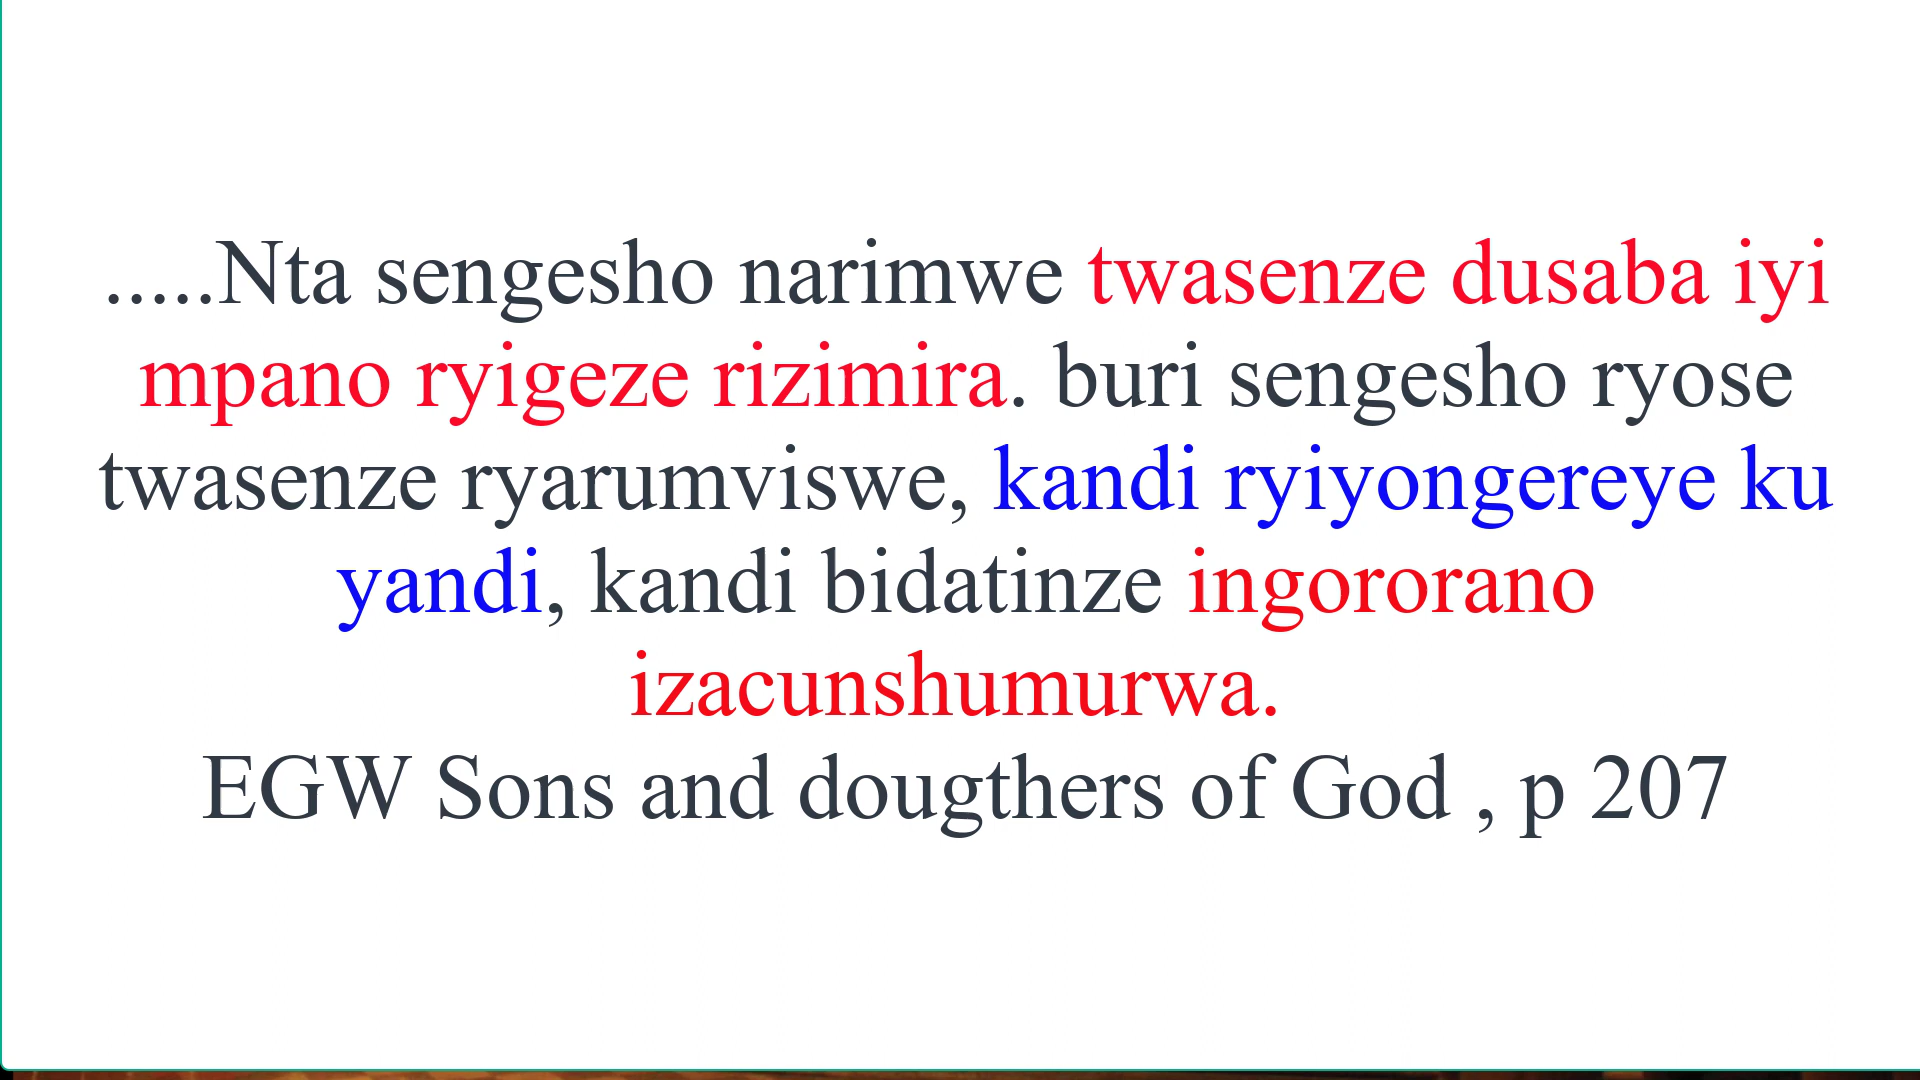 .....Nta sengesho narimwe twasenze dusaba iyi
mpano ryigeze rizimira. buri sengesho ryose
twasenze ryarumviswe, kandi ryiyongereye ku
yandi, kandi bidatinze ingororano
izacunshumurwa.
EGW Sons and dougthers of God , p 207